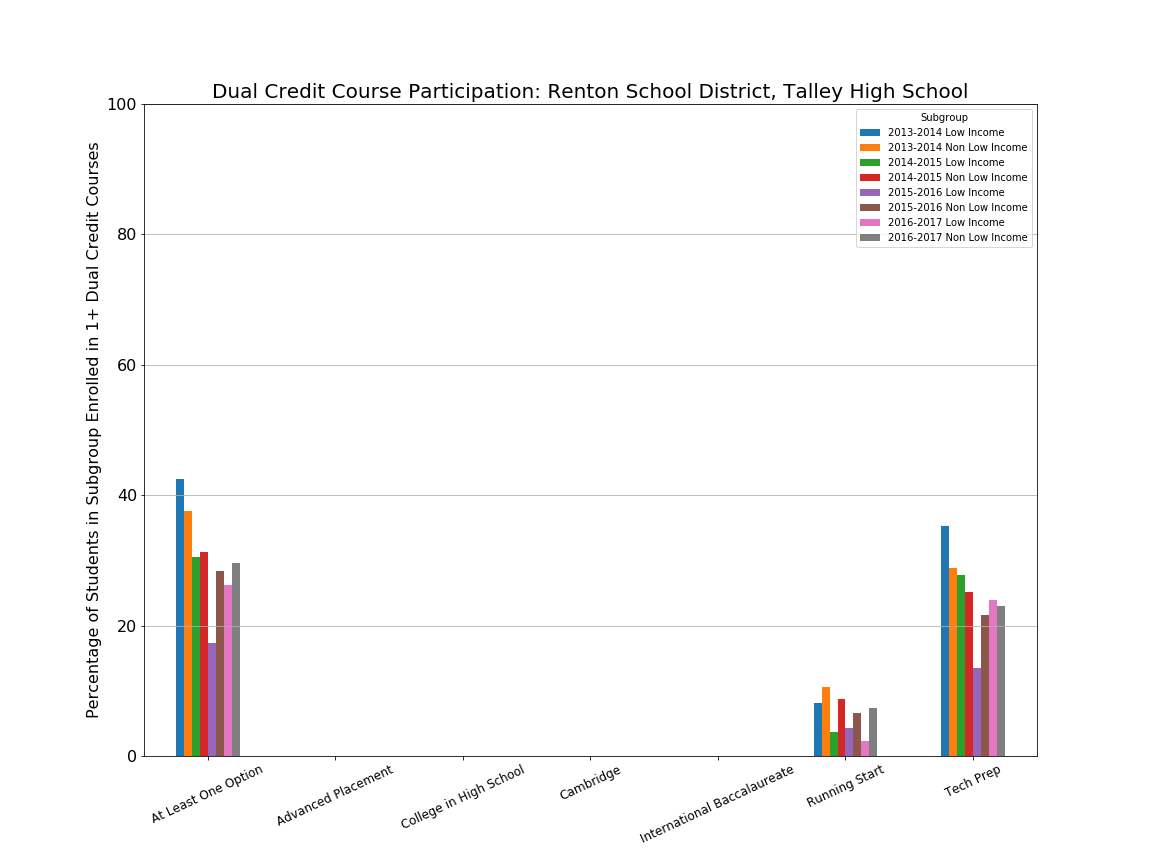 Dual Credit Course Participation: Renton School District, Talley High School
Percentage of Students in Subgroup Enrolled in 1+ Dual Credit Courses
100
80
60
40
20
0
Subgroup
2013-2014 Low Income
2013-2014 Non Low Income
2014-2015 Low Income
2014-2015 Non Low Income
2015-2016 Low Income
2015-2016 Non Low Income
2016-2017 Low Income
2016-2017 Non Low Income
At Least One Option
Advanced Placement
College in High School
Cambridge
International Baccalaureate
Running Start
Tech Prep